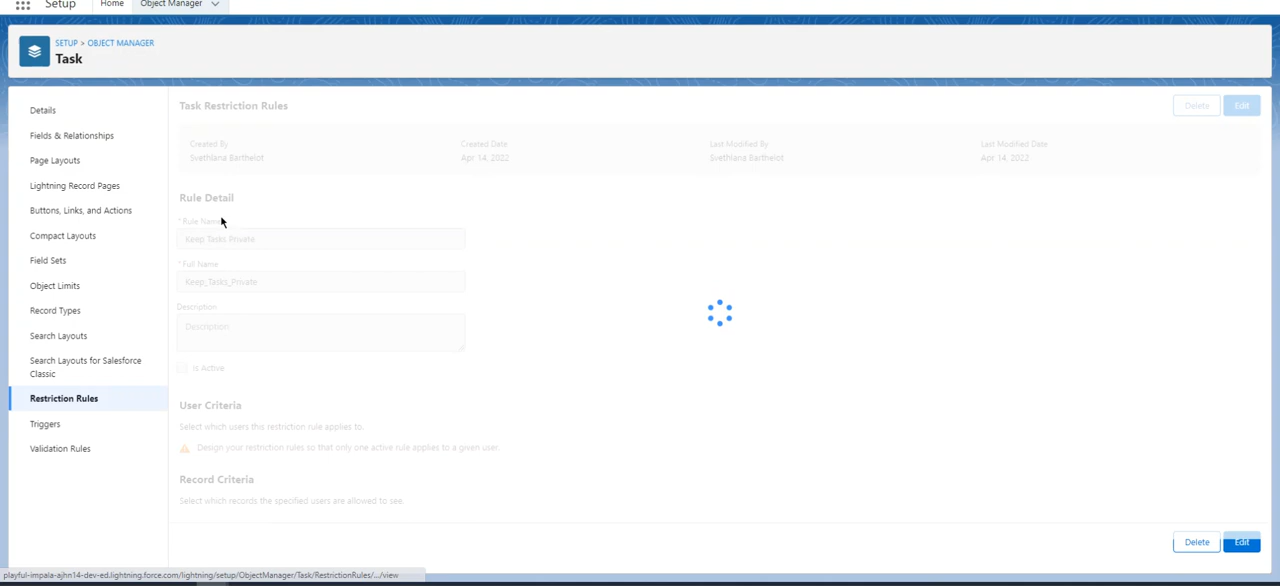 Setup
Home
Object Manager
SETUP > OBJECT MANAGER
Task
Details
Fields & Relationships
Page Layouts
Lightning Record Pages
Buttons, Links, and Actions
Compact Layouts
Field Sets
Object Limits
Record Types
Search Layouts
Search Layouts for Salesforce
Classic
Restriction Rules
Triggers
Validation Rules
Task Restriction Rules
Delete
Edit
Created By
Created Date
Last Modified By
Last Modified Date
Svethlana Barthelot
Apr 14, 2022
Svethlana Barthelot
Apr 14, 2022
Rule Detail
* Rule Name
Keep Tasks Private
* Full Name
Keep_Tasks_Private
Description
Description
Is Active
User Criteria
Select which users this restriction rule applies to.
Design your restriction rules so that only one active rule applies to a given user.
Record Criteria
Select which records the specified users are allowed to see.
Delete
Edit
playful-impala-ajhn14-dev-ed.lightning.force.com/lightning/setup/ObjectManager/Task/RestrictionRules/.../view